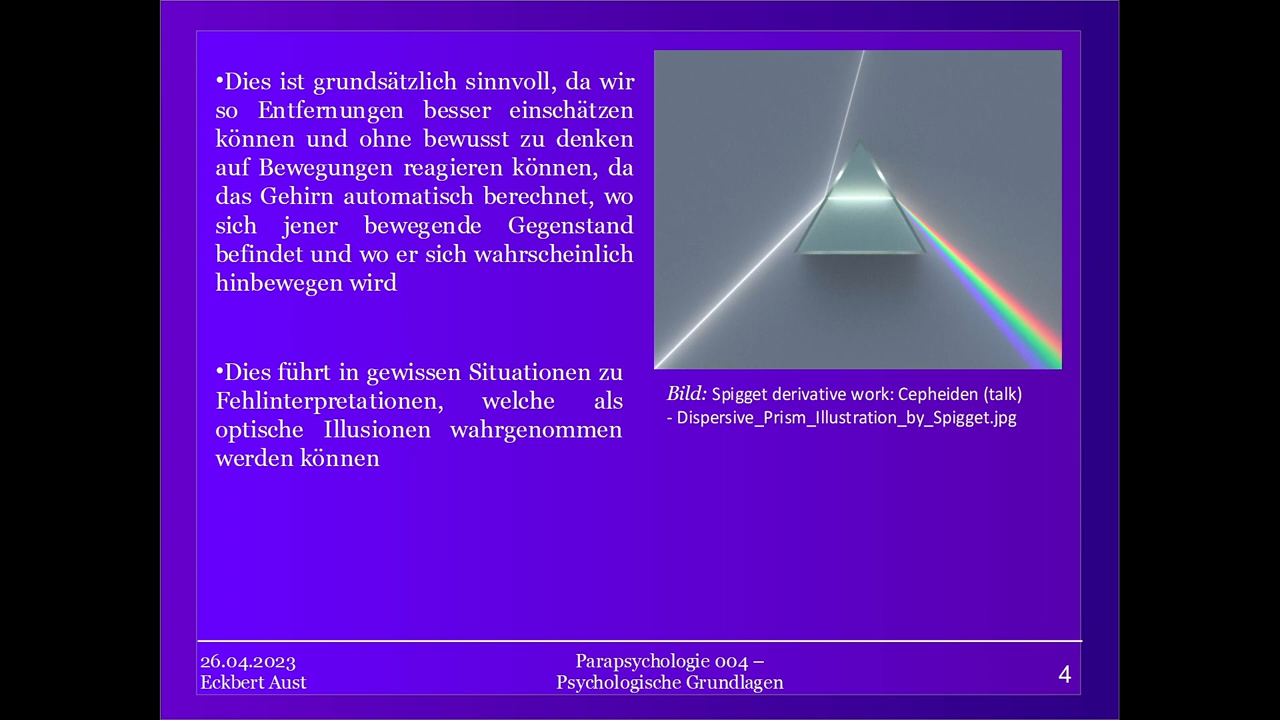 •Dies ist grundsätzlich sinnvoll, da wir
so Entfernungen besser einschätzen
können und ohne bewusst zu denken
auf Bewegungen reagieren können, da
das Gehirn automatisch berechnet, wo
sich jener bewegende Gegenstand
befindet und wo er sich wahrscheinlich
hinbewegen wird
•Dies führt in gewissen Situationen zu
Fehlinterpretationen, welche als
optische Illusionen wahrgenommen
werden können
Bild: Spigget derivative work: Cepheiden (talk)
- Dispersive_Prism_Illustration_by_Spigget.jpg
26.04.2023
Eckbert Aust
Parapsychologie 004 –
Psychologische Grundlagen
4